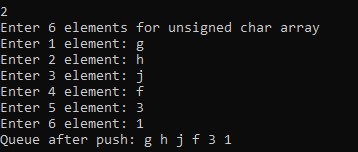 2
Enter 6 elements for unsigned char array
Enter 1 element: g
Enter 2 element: h
Enter 3 element: j
Enter 4 element: f
Enter 5 element: 3
Enter 6 element: 1
Queue after push: g h j f 3 1